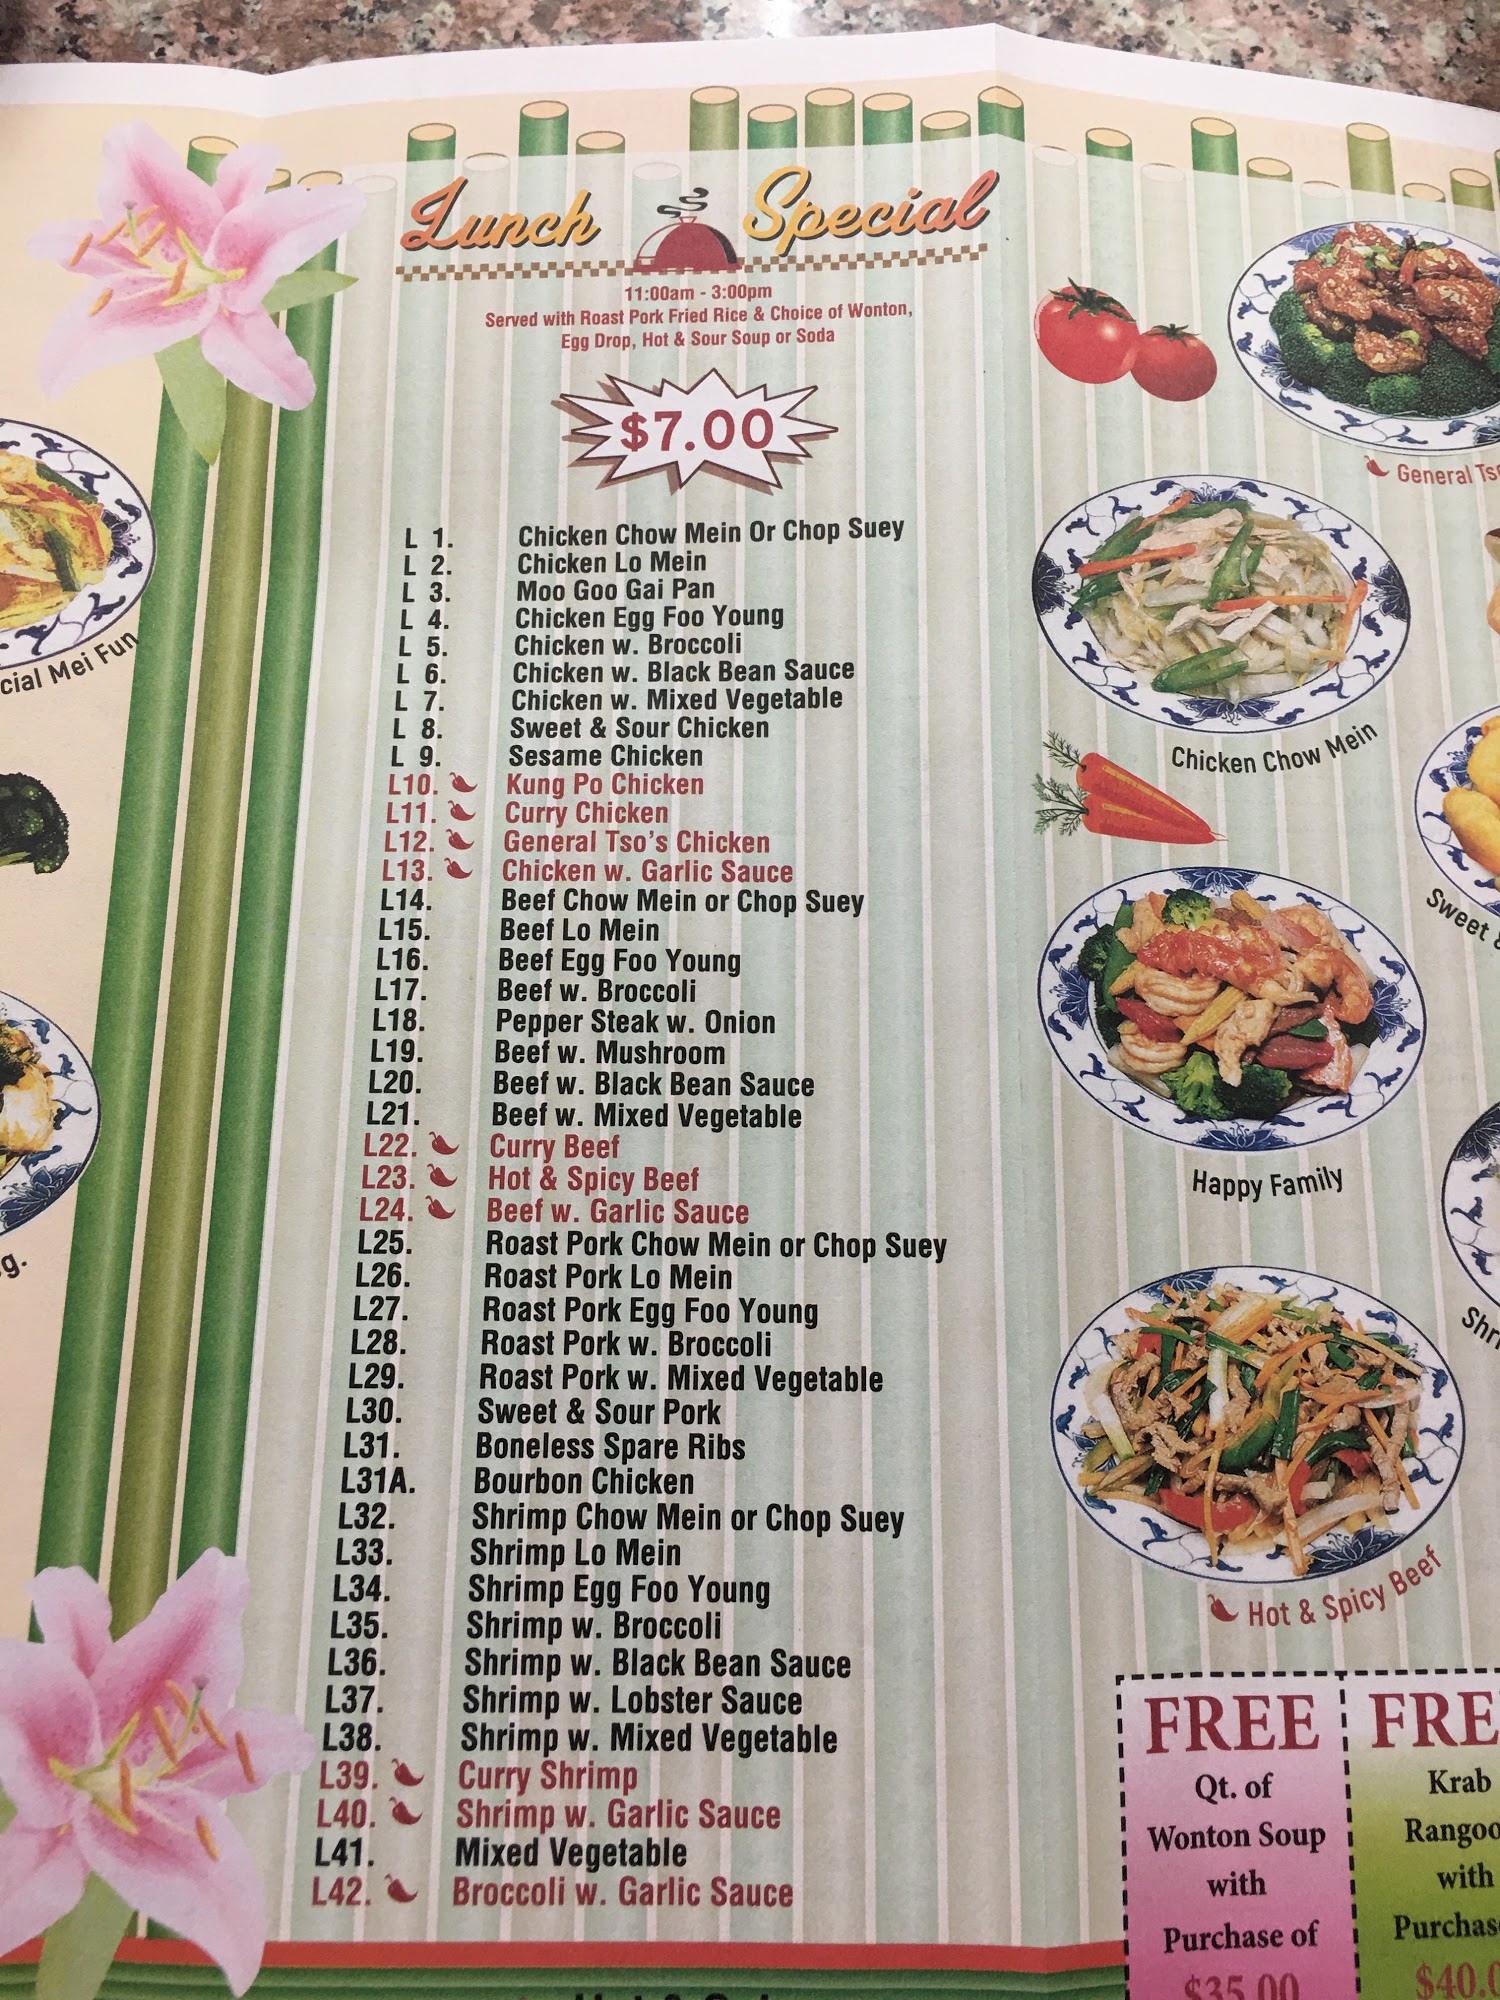 Lunch Special
11:00am - 3:00pm
Served with Roast Pork Fried Rice & Choice of Wonton,
Egg Drop, Hot & Sour Soup or Soda
$7.00
L 1. Chicken Chow Mein Or Chop Suey
L 2. Chicken Lo Mein
L 3. Moo Goo Gai Pan
L 4. Chicken Egg Foo Young
L 5. Chicken w. Broccoli
L 6. Chicken w. Black Bean Sauce
L 7. Chicken w. Mixed Vegetable
L 8. Sweet & Sour Chicken
L 9. Sesame Chicken
L10. Kung Po Chicken
L11. Curry Chicken
L12. General Tso's Chicken
L13. Chicken w. Garlic Sauce
L14. Beef Chow Mein or Chop Suey
L15. Beef Lo Mein
L16. Beef Egg Foo Young
L17. Beef w. Broccoli
L18. Pepper Steak w. Onion
L19. Beef w. Mushroom
L20. Beef w. Black Bean Sauce
L21. Beef w. Mixed Vegetable
L22. Curry Beef
L23. Hot & Spicy Beef
L24. Beef w. Garlic Sauce
L25. Roast Pork Chow Mein or Chop Suey
L26. Roast Pork Lo Mein
L27. Roast Pork Egg Foo Young
L28. Roast Pork w. Broccoli
L29. Roast Pork w. Mixed Vegetable
L30. Sweet & Sour Pork
L31. Boneless Spare Ribs
L31A. Bourbon Chicken
L32. Shrimp Chow Mein or Chop Suey
L33. Shrimp Lo Mein
L34. Shrimp Egg Foo Young
L35. Shrimp w. Broccoli
L36. Shrimp w. Black Bean Sauce
L37. Shrimp w. Lobster Sauce
L38. Shrimp w. Mixed Vegetable
L39. Curry Shrimp
L40. Shrimp w. Garlic Sauce
L41. Mixed Vegetable
L42. Broccoli w. Garlic Sauce
cial Mei Fun
g.
General Tso
Chicken Chow Mein
Sweet &
Happy Family
Shri
Hot & Spicy Beef
FREE
Qt. of
Wonton Soup
with
Purchase of
$35.00
FRE
Krab
Rangoo
with
Purchas
$40.0